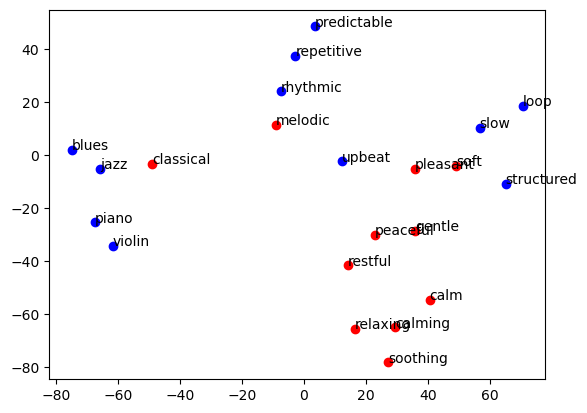 predictable
40
repetitive
rhythmic
loop
20
melodic
slow
blues
classical
upbeat
pleasant
soft
0
jazz
structured
−20
piano
gentle
violin
peaceful
−40
restful
calm
−60
relaxing
calming
soothing
−80
−80 −60 −40 −20 0 20 40 60